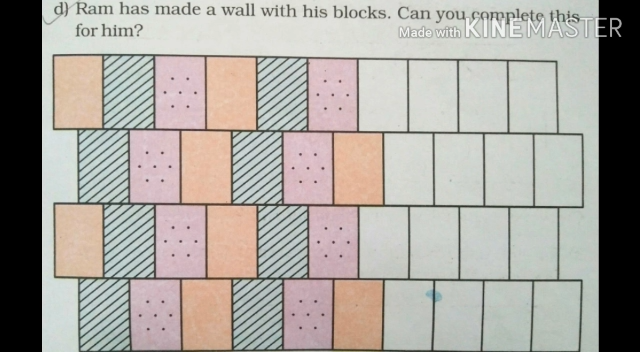 d) Ram has made a wall with his blocks. Can you complete this
for him?
Made with KINEMASTER